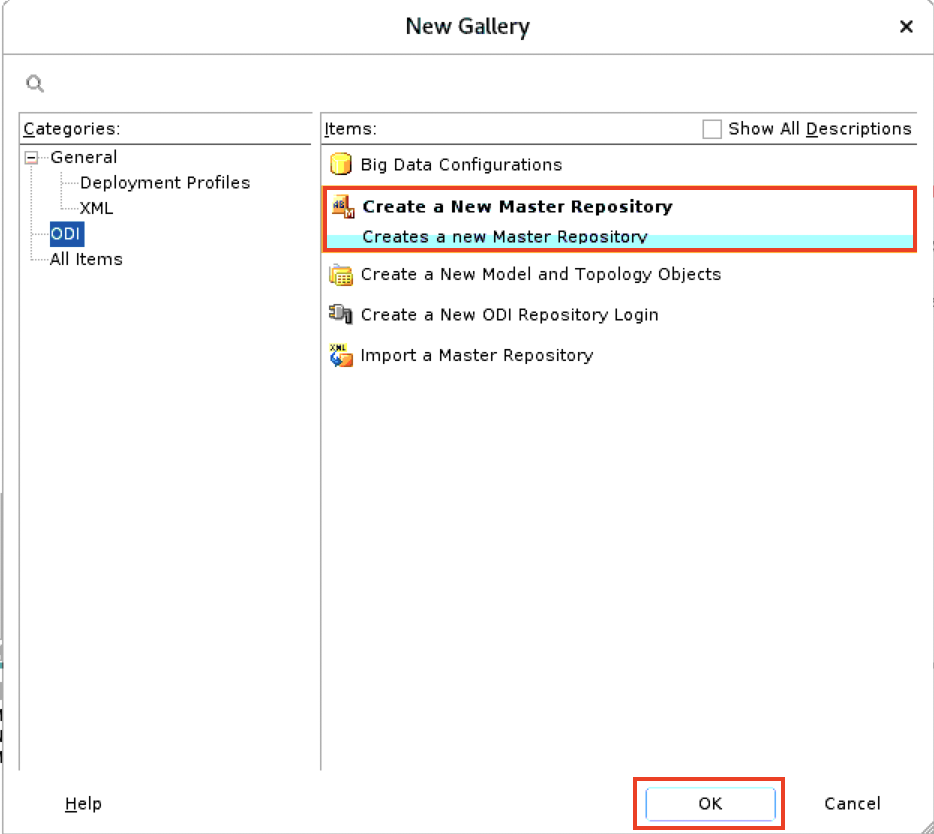 New Gallery
Categories:
General
Deployment Profiles
XML
ODI
All Items
Items:
Show All Descriptions
Big Data Configurations
Create a New Master Repository
Creates a new Master Repository
Create a New Model and Topology Objects
Create a New ODI Repository Login
XML
Import a Master Repository
Help
OK
Cancel